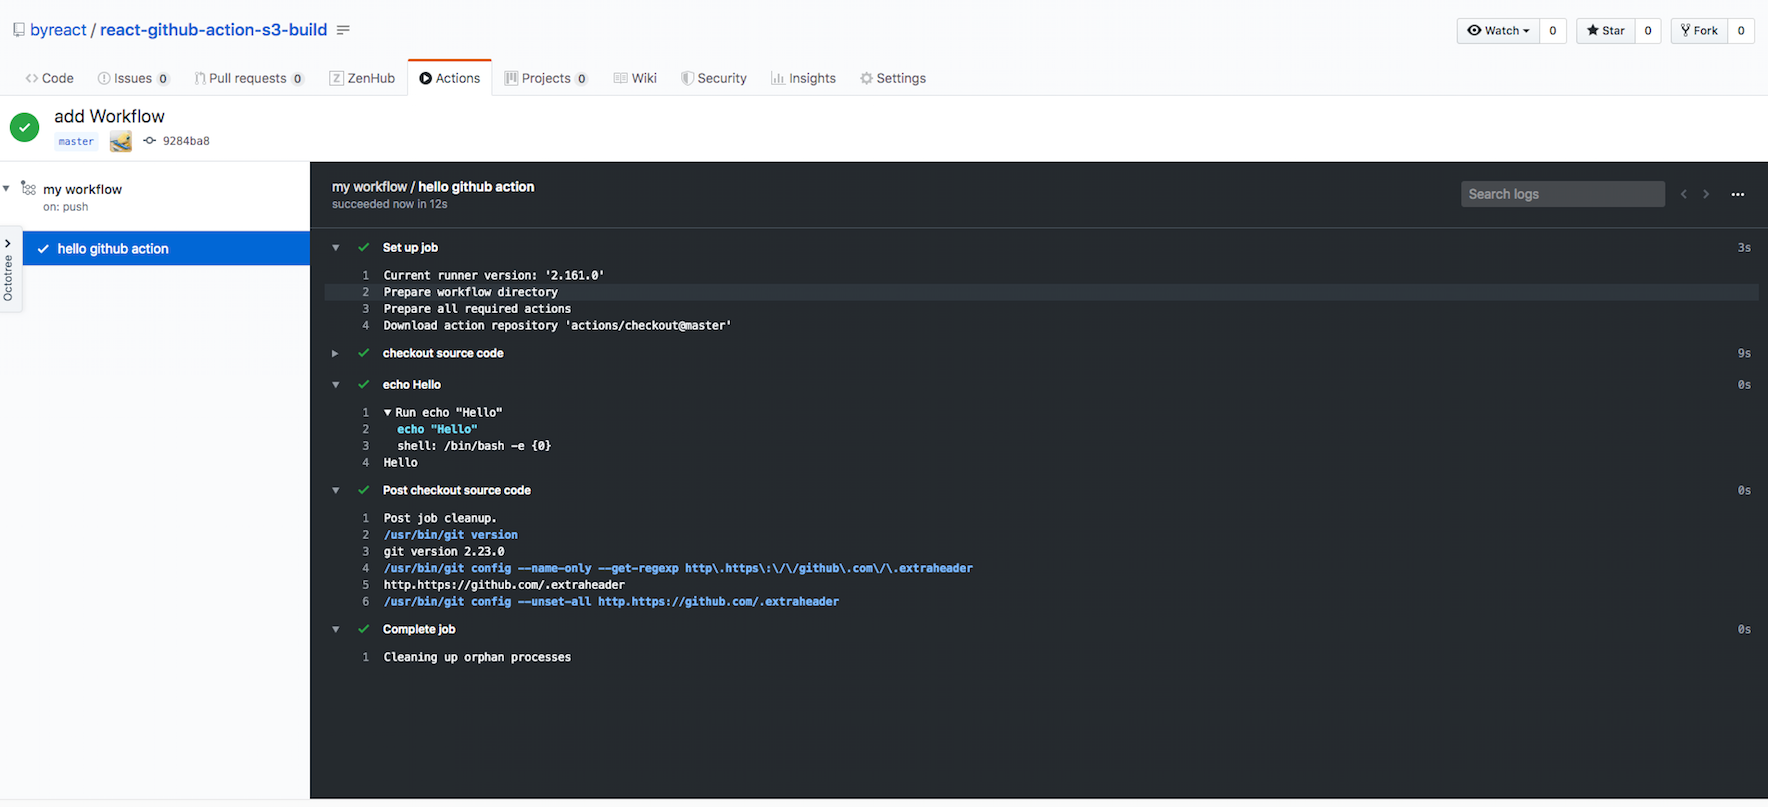 byreact / react-github-action-s3-build
Watch 0 Star 0 Fork 0
Code Issues 0 Pull requests 0 ZenHub Actions Projects 0 Wiki Security Insights Settings
add Workflow
master 9284ba8
my workflow
on: push
hello github action
Octotree
my workflow / hello github action
succeeded now in 12s
Search logs
Set up job 3s
1 Current runner version: '2.161.0'
2 Prepare workflow directory
3 Prepare all required actions
4 Download action repository 'actions/checkout@master'
checkout source code 9s
echo Hello 0s
1 Run echo "Hello"
2 echo "Hello"
3 shell: /bin/bash -e {0}
4 Hello
Post checkout source code 0s
1 Post job cleanup.
2 /usr/bin/git version
3 git version 2.23.0
4 /usr/bin/git config --name-only --get-regexp http\.https\:\/\/github\.com\/\.extraheader
5 http.https://github.com/.extraheader
6 /usr/bin/git config --unset-all http.https://github.com/.extraheader
Complete job 0s
1 Cleaning up orphan processes